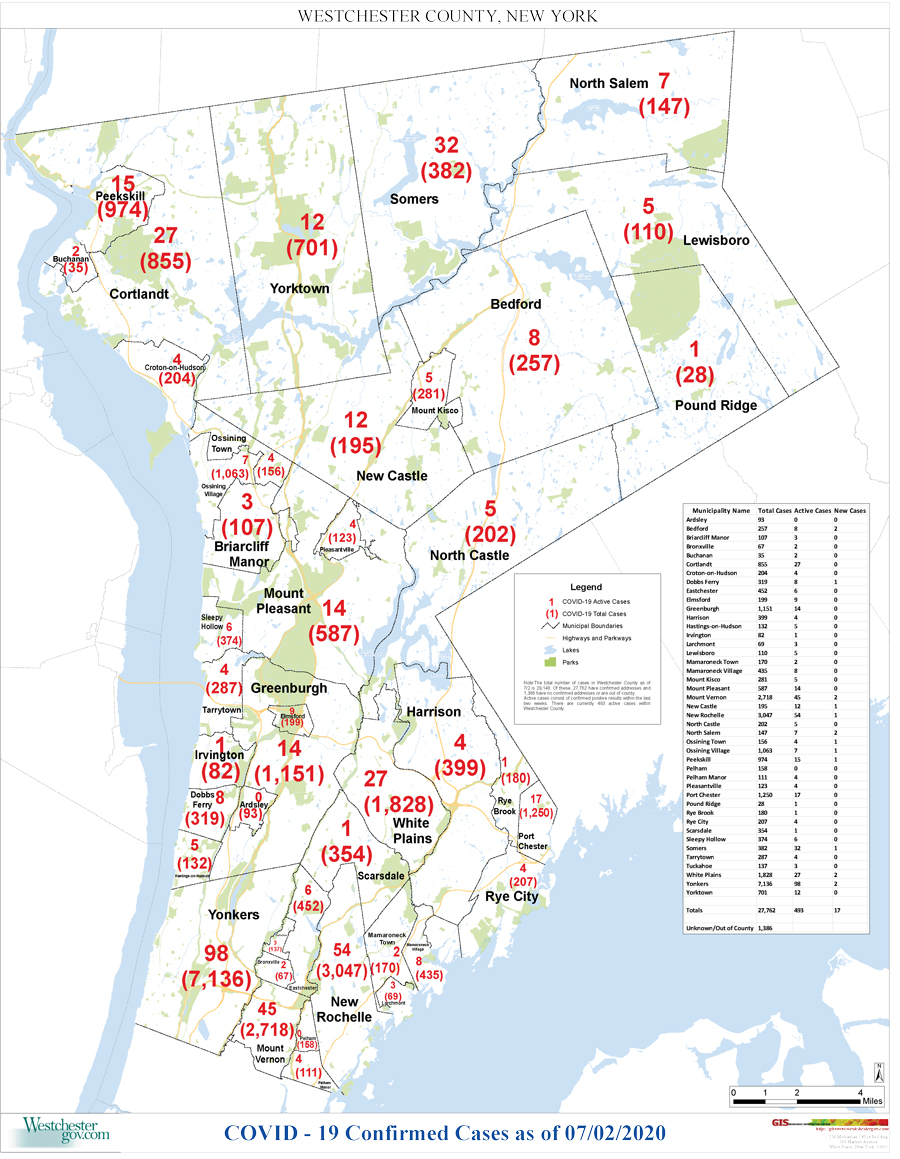 WESTCHESTER COUNTY, NEW YORK
North Salem 7
(147)
32
(382)
Somers
15
Peekskill
(974)
27
(855)
Cortlandt
2
Buchanan
(35)
12
(701)
Yorktown
5
(110)
Lewisboro
Bedford
8
(257)
1
(28)
Pound Ridge
4
Croton-on-Hudson
(204)
5
(281)
Mount Kisco
12
(195)
New Castle
Ossining
Town
7
(1,063)
4
(156)
Ossining
Village
3
(107)
Briarcliff
Manor
4
(123)
Pleasantville
5
(202)
North Castle
Mount
Pleasant
14
(587)
Sleepy
Hollow 6
(374)
4
(287)
Tarrytown
Greenburgh
9
Elmsford
(199)
14
(1,151)
1
Irvington
(82)
Dobbs
Ferry 8
(319)
0
Ardsley
(93)
5
(132)
Hastings-on-Hudson
Harrison
4
(399)
27
(1,828)
White
Plains
1
(180)
Rye
Brook
17
(1,250)
Port
Chester
1
(354)
Scarsdale
4
(207)
Rye City
6
(452)
Yonkers
98
(7,136)
3
(137)
Bronxville
2
(67)
Eastchester
54
(3,047)
New
Rochelle
Mamaroneck
Town
2
(170)
Mamaroneck
Village
8
(435)
3
(69)
Larchmont
45
(2,718)
Mount
Vernon
0
Pelham
(158)
4
(111)
Pelham
Manor
Legend
1 COVID-19 Active Cases
(1) COVID-19 Total Cases
Municipal Boundaries
Highways and Parkways
Lakes
Parks
Note:The total number of cases in Westchester County as of
7/2 is 29,148. Of these, 27,762 have confirmed addresses and
1,386 have no confirmed addresses or are out of county.
Active cases consist of confirmed positive results within the last
two weeks. There are currently 493 active cases within
Westchester County.
Municipality Name Total Cases Active Cases New Cases
Ardsley 93 0 0
Bedford 257 8 2
Briarcliff Manor 107 3 0
Bronxville 67 2 0
Buchanan 35 2 0
Cortlandt 855 27 0
Croton-on-Hudson 204 4 0
Dobbs Ferry 319 8 1
Eastchester 452 6 0
Elmsford 199 9 0
Greenburgh 1,151 14 0
Harrison 399 4 0
Hastings-on-Hudson 132 5 0
Irvington 82 1 0
Larchmont 69 3 0
Lewisboro 110 5 0
Mamaroneck Town 170 2 0
Mamaroneck Village 435 8 0
Mount Kisco 281 5 0
Mount Pleasant 587 14 0
Mount Vernon 2,718 45 2
New Castle 195 12 1
New Rochelle 3,047 54 1
North Castle 202 5 0
North Salem 147 7 2
Ossining Town 156 4 1
Ossining Village 1,063 7 1
Peekskill 974 15 1
Pelham 158 0 0
Pelham Manor 111 4 0
Pleasantville 123 4 0
Port Chester 1,250 17 0
Pound Ridge 28 1 0
Rye Brook 180 1 0
Rye City 207 4 0
Scarsdale 354 1 0
Sleepy Hollow 374 6 0
Somers 382 32 1
Tarrytown 287 4 0
Tuckahoe 137 3 0
White Plains 1,828 27 2
Yonkers 7,136 98 2
Yorktown 701 12 0
Totals 27,762 493 17
Unknown/Out of County 1,386
N
0 1 2 4
Miles
Westchester
gov.com
COVID - 19 Confirmed Cases as of 07/02/2020
GIS